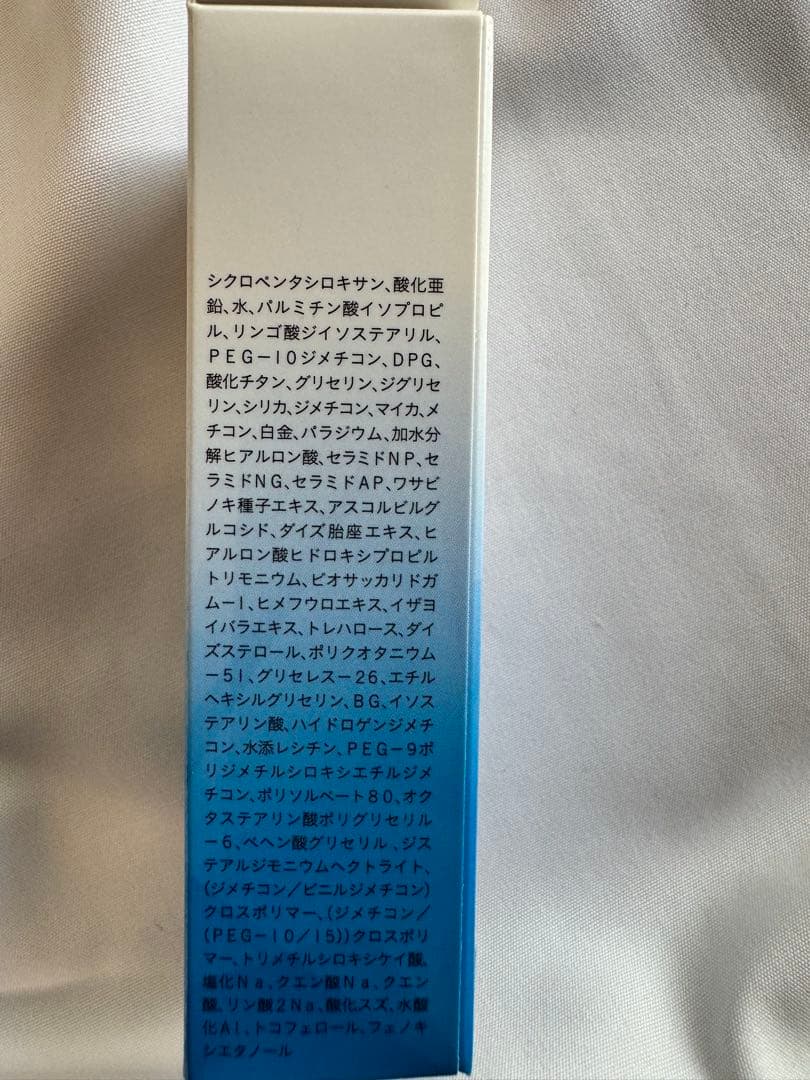 シクロペンタシロキサン、酸化亜
鉛、水、パルミチン酸イソプロピ
ル、リンゴ酸ジイソステアリル、
PEG－10ジメチコン、DPG、
酸化チタン、グリセリン、ジグリセ
リン、シリカ、ジメチコン、マイカ、メ
チコン、白金、パラジウム、加水分
解ヒアルロン酸、セラミドNP、セ
ラミドNG、セラミドAP、ワサビ
ノキ種子エキス、アスコルビルグ
ルコシド、ダイズ胎座エキス、ヒ
アルロン酸ヒドロキシプロピル
トリモニウム、ビオサッカリドガ
ム－1、ヒメフウロエキス、イザヨ
イバラエキス、トレハロース、ダイ
ズステロール、ポリクオタニウム
－51、グリセレス－26、エチル
ヘキシルグリセリン、BG、イソス
テアリン酸、ハイドロゲンジメチ
コン、水添レシチン、PEG－9ポ
リジメチルシロキシエチルジメ
チコン、ポリソルベート80、オク
タステアリン酸ポリグリセリル
－6、ベヘン酸グリセリル、ジス
テアルジモニウムヘクトライト、
(ジメチコン／ビニルジメチコン)
クロスポリマー、(ジメチコン／
(PEG－10／15))クロスポリ
マー、トリメチルシロキシケイ酸、
塩化Na、クエン酸Na、クエン
酸、リン酸2Na、酸化スズ、水酸
化Al、トコフェロール、フェノキ
シエタノール